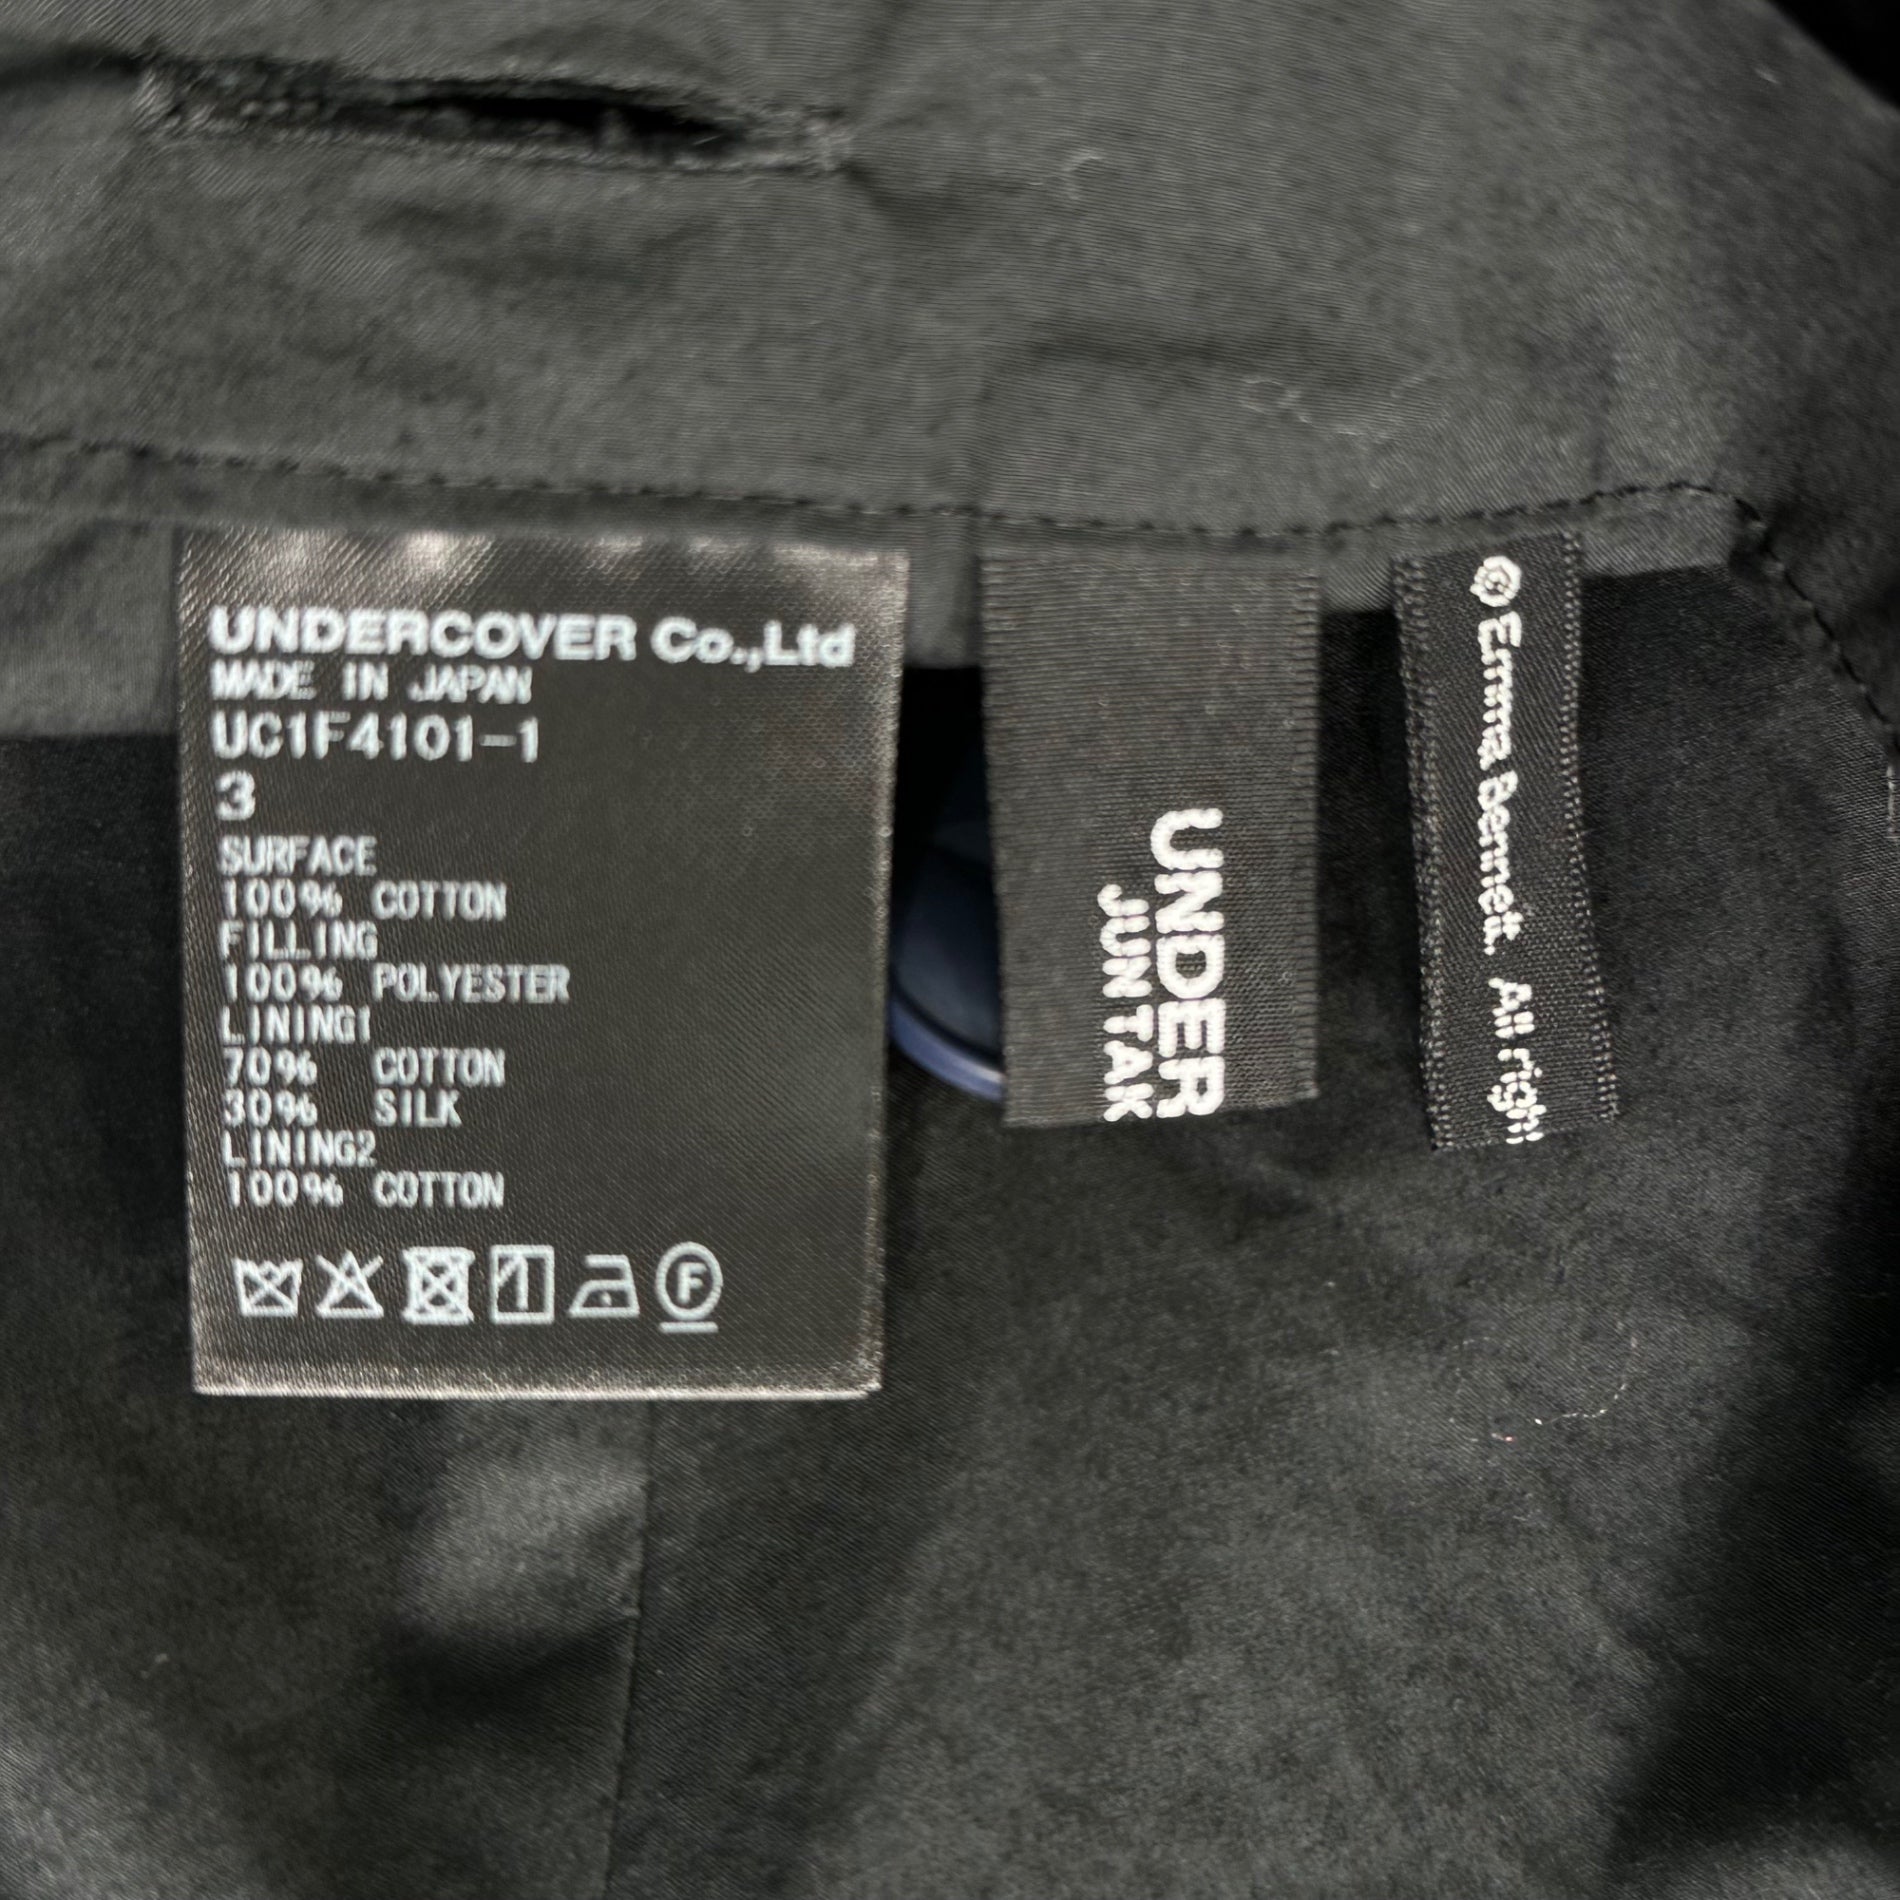 UNDERCOVER Co.,Ltd
MADE IN JAPAN
UC1F4101-1
3
SURFACE
100% COTTON
FILLING
100% POLYESTER
LINING1
70% COTTON
30% SILK
LINING2
100% COTTON
F
UNDER
JUN TAK
© Emma Bennett. All righ